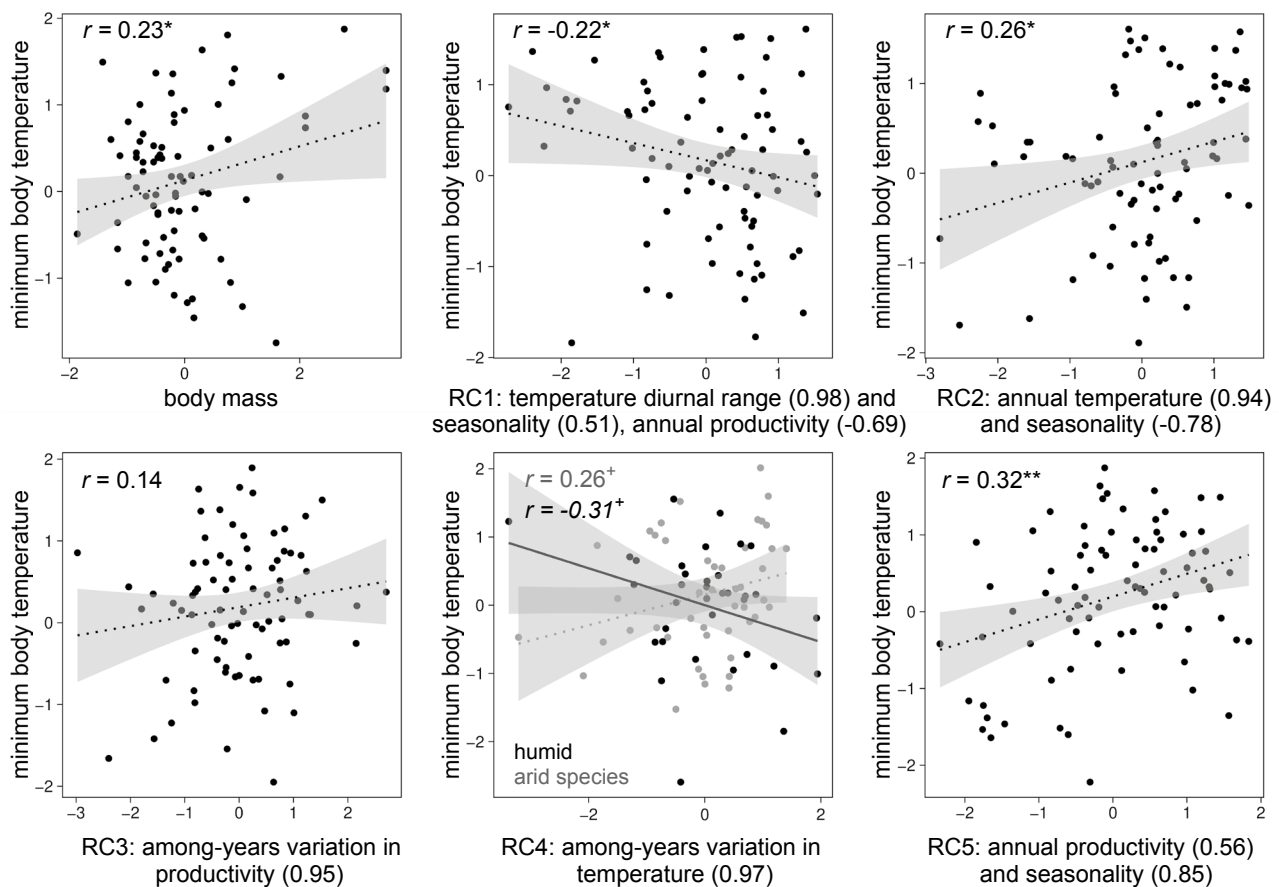 r = 0.23*
minimum body temperature
2
1
0
−1
−2
0
2
body mass
r = -0.22*
minimum body temperature
1
0
−1
−2
−2
−1
0
1
RC1: temperature diurnal range (0.98) and
seasonality (0.51), annual productivity (-0.69)
r = 0.26*
minimum body temperature
1
0
−1
−2
−3
−2
−1
0
1
RC2: annual temperature (0.94)
and seasonality (-0.78)
r = 0.14
minimum body temperature
2
1
0
−1
−2
−3
−2
−1
0
1
2
RC3: among-years variation in
productivity (0.95)
r = 0.26+
r = -0.31+
minimum body temperature
2
1
0
−1
−2
humid
arid species
−2
0
2
RC4: among-years variation in
temperature (0.97)
r = 0.32**
minimum body temperature
2
1
0
−1
−2
−2
−1
0
1
2
RC5: annual productivity (0.56)
and seasonality (0.85)